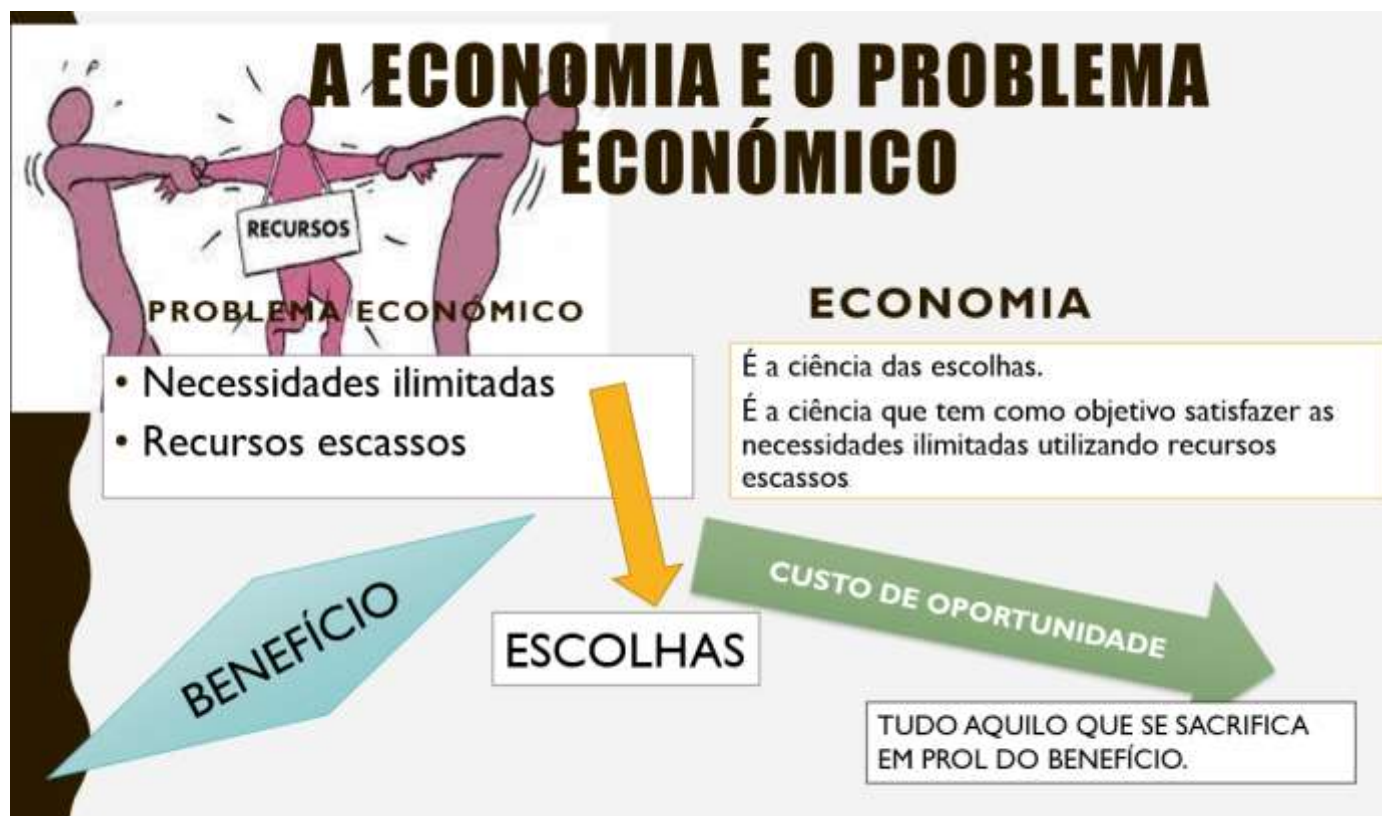 A ECONOMIA E O PROBLEMA
ECONÓMICO
RECURSOS
PROBLEMA ECONÓMICO
• Necessidades ilimitadas
• Recursos escassos
ECONOMIA
É a ciência das escolhas.
É a ciência que tem como objetivo satisfazer as
necessidades ilimitadas utilizando recursos
escassos
BENEFÍCIO
ESCOLHAS
CUSTO DE OPORTUNIDADE
TUDO AQUILO QUE SE SACRIFICA
EM PROL DO BENEFÍCIO.